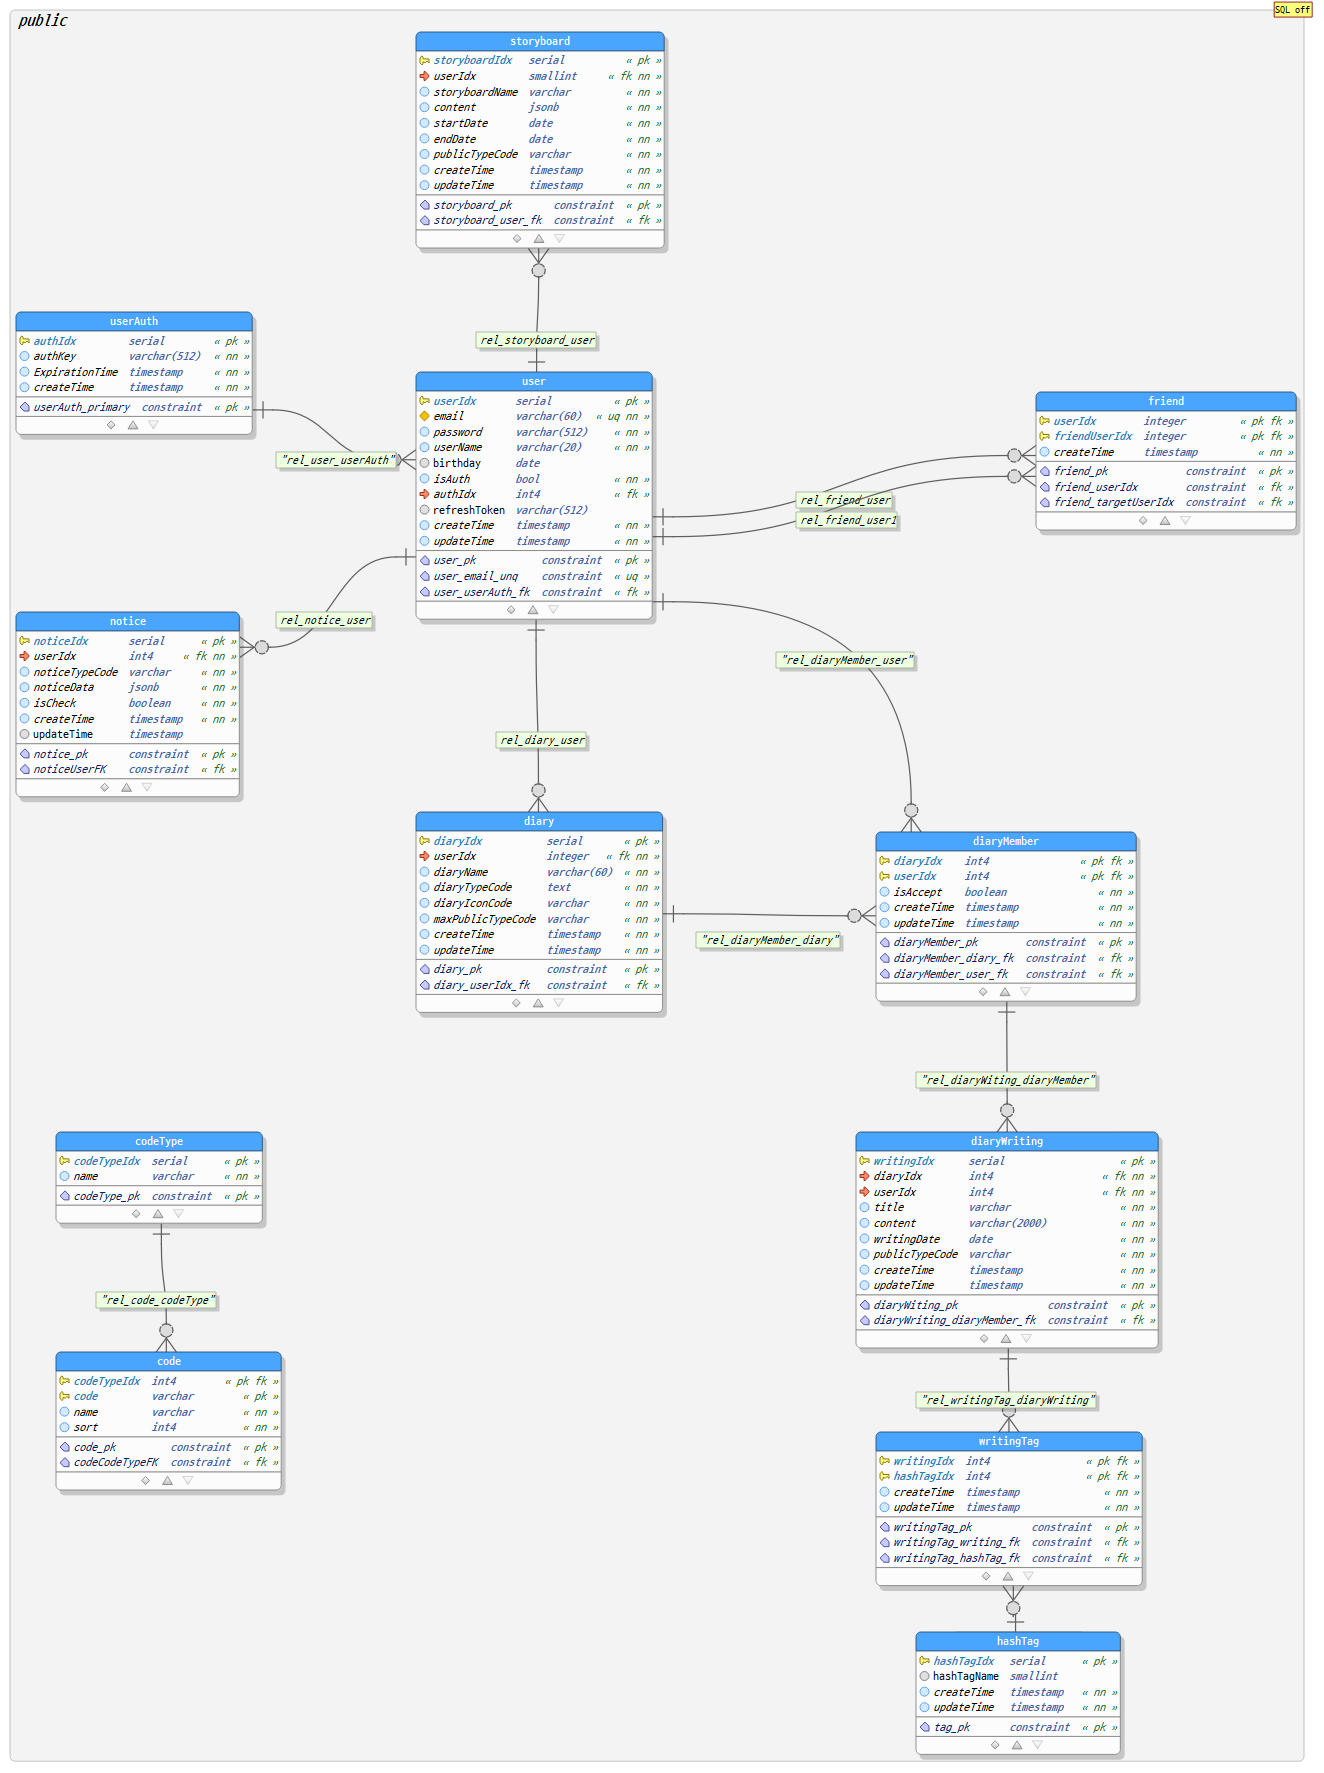 SQL off
public
storyboard
storyboardIdx serial « pk »
userIdx smallint « fk nn »
storyboardName varchar « nn »
content jsonb « nn »
startDate date « nn »
endDate date « nn »
publicTypeCode varchar « nn »
createTime timestamp « nn »
updateTime timestamp « nn »
storyboard_pk constraint « pk »
storyboard_user_fk constraint « fk »
rel_storyboard_user
userAuth
authIdx serial « pk »
authKey varchar(512) « nn »
ExpirationTime timestamp « nn »
createTime timestamp « nn »
userAuth_primary constraint « pk »
"rel_user_userAuth"
user
userIdx serial « pk »
email varchar(60) « uq nn »
password varchar(512) « nn »
userName varchar(20) « nn »
birthday date
isAuth bool « nn »
authIdx int4 « fk »
refreshToken varchar(512)
createTime timestamp « nn »
updateTime timestamp « nn »
user_pk constraint « pk »
user_email_unq constraint « uq »
user_userAuth_fk constraint « fk »
friend
userIdx integer « pk fk »
friendUserIdx integer « pk fk »
createTime timestamp « nn »
friend_pk constraint « pk »
friend_userIdx constraint « fk »
friend_targetUserIdx constraint « fk »
rel_friend_user
rel_friend_user1
rel_notice_user
notice
noticeIdx serial « pk »
userIdx int4 « fk nn »
noticeTypeCode varchar « nn »
noticeData jsonb « nn »
isCheck boolean « nn »
createTime timestamp « nn »
updateTime timestamp
notice_pk constraint « pk »
noticeUserFK constraint « fk »
"rel_diaryMember_user"
rel_diary_user
diary
diaryIdx serial « pk »
userIdx integer « fk nn »
diaryName varchar(60) « nn »
diaryTypeCode text « nn »
diaryIconCode varchar « nn »
maxPublicTypeCode varchar « nn »
createTime timestamp « nn »
updateTime timestamp « nn »
diary_pk constraint « pk »
diary_userIdx_fk constraint « fk »
"rel_diaryMember_diary"
diaryMember
diaryIdx int4 « pk fk »
userIdx int4 « pk fk »
isAccept boolean « nn »
createTime timestamp « nn »
updateTime timestamp « nn »
diaryMember_pk constraint « pk »
diaryMember_diary_fk constraint « fk »
diaryMember_user_fk constraint « fk »
"rel_diaryWiting_diaryMember"
codeType
codeTypeIdx serial « pk »
name varchar « nn »
codeType_pk constraint « pk »
"rel_code_codeType"
code
codeTypeIdx int4 « pk fk »
code varchar « pk »
name varchar « nn »
sort int4 « nn »
code_pk constraint « pk »
codeCodeTypeFK constraint « fk »
diaryWriting
writingIdx serial « pk »
diaryIdx int4 « fk nn »
userIdx int4 « fk nn »
title varchar « nn »
content varchar(2000) « nn »
writingDate date « nn »
publicTypeCode varchar « nn »
createTime timestamp « nn »
updateTime timestamp « nn »
diaryWiting_pk constraint « pk »
diaryWriting_diaryMember_fk constraint « fk »
"rel_writingTag_diaryWriting"
writingTag
writingIdx int4 « pk fk »
hashTagIdx int4 « pk fk »
createTime timestamp « nn »
updateTime timestamp « nn »
writingTag_pk constraint « pk »
writingTag_writing_fk constraint « fk »
writingTag_hashTag_fk constraint « fk »
hashTag
hashTagIdx serial « pk »
hashTagName smallint
createTime timestamp « nn »
updateTime timestamp « nn »
tag_pk constraint « pk »